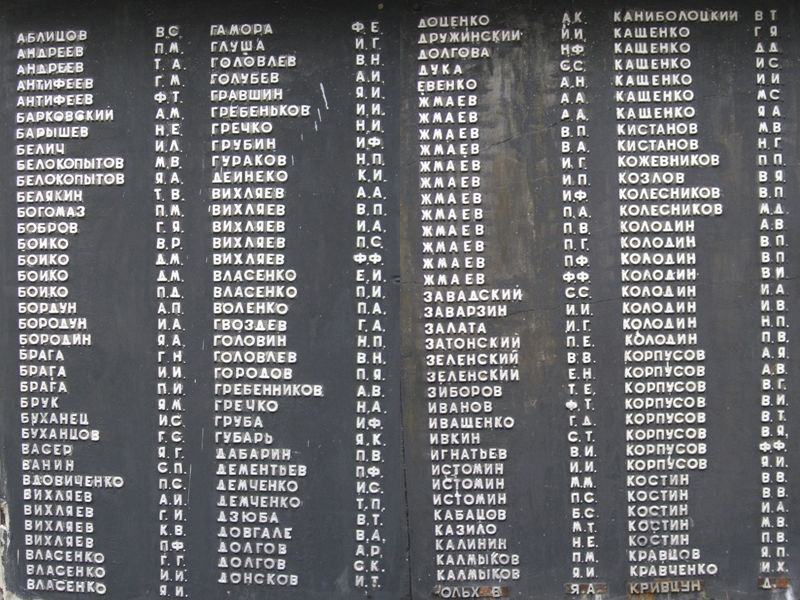 АБЛИЦОВ В.С.
АНДРЕЕВ П.М.
АНДРЕЕВ Т.А.
АНТИФЕЕВ Г.М.
АНТИФЕЕВ Ф.Т.
БАРКОВСКИЙ А.М.
БАРЫШЕВ Н.Е.
БЕЛИЧ И.Л.
БЕЛОКОПЫТОВ М.В.
БЕЛОКОПЫТОВ Я.А.
БЕЛЯКИН Т.В.
БОГОМАЗ П.М.
БОБРОВ Г.Я.
БОЙКО В.Р.
БОЙКО Д.М.
БОЙКО Д.М.
БОЙКО П.Д.
БОРДУН А.П.
БОРОДУН И.А.
БОРОДИН Я.А.
БРАГА Г.Н.
БРАГА И.И.
БРАГА П.И.
БРУК Я.М.
БУХАНЕЦ И.С.
БУХАНЦОВ Г.С.
ВАСЕР Я.Г.
ВАНИН С.П.
ВДОВИЧЕНКО П.С.
ВИХЛЯЕВ А.И.
ВИХЛЯЕВ Г.И.
ВИХЛЯЕВ К.В.
ВИХЛЯЕВ П.Ф.
ВЛАСЕНКО Г.Г.
ВЛАСЕНКО И.И.
ВЛАСЕНКО Я.И.
ГАМОРА Ф.Е.
ГЛУША И.Г.
ГОЛОВЛЕВ В.Н.
ГОЛУБЕВ А.И.
ГРАВШИН Я.И.
ГРЕБЕНЬКОВ И.И.
ГРЕЧКО Н.И.
ГРУБИН И.Ф.
ГУРАКОВ Н.П.
ДЕЙНЕКО К.И.
ВИХЛЯЕВ А.А.
ВИХЛЯЕВ В.П.
ВИХЛЯЕВ И.А.
ВИХЛЯЕВ П.С.
ВИХЛЯЕВ Ф.Ф.
ВЛАСЕНКО Е.И.
ВЛАСЕНКО П.И.
ВОЛЕНКО П.А.
ГВОЗДЕВ Г.А.
ГОЛОВИН Н.П.
ГОЛОВЛЕВ В.Н.
ГОРОДОВ П.Я.
ГРЕБЕННИКОВ А.В.
ГРЕЧКО Н.А.
ГРУБА И.Ф.
ГУБАРЬ Я.К.
ДАБАРИН П.В.
ДЕМЕНТЬЕВ П.Ф.
ДЕМЧЕНКО И.С.
ДЕМЧЕНКО Т.П.
ДЗЮБА В.Т.
ДОВГАЛЕ В.А.
ДОЛГОВ А.Р.
ДОЛГОВ С.К.
ДОНСКОВ И.Т.
ДОЦЕНКО А.К.
ДРУЖИНСКИЙ И.И.
ДОЛГОВА Н.Ф.
ДУКА С.С.
ЕВЕНКО А.Н.
ЖМАЕВ А.А.
ЖМАЕВ А.А.
ЖМАЕВ В.П.
ЖМАЕВ В.А.
ЖМАЕВ И.Г.
ЖМАЕВ И.П.
ЖМАЕВ И.Ф.
ЖМАЕВ П.А.
ЖМАЕВ П.В.
ЖМАЕВ П.Г.
ЖМАЕВ П.Ф.
ЖМАЕВ Ф.Ф.
ЗАВАДСКИЙ С.С.
ЗАВАРЗИН И.И.
ЗАЛАТА И.Г.
ЗАТОНСКИЙ П.Е.
ЗЕЛЕНСКИЙ В.В.
ЗЕЛЕНСКИЙ Е.Н.
ЗИБОРОВ Т.Е.
ИВАНОВ Ф.Т.
ИВАЩЕНКО Г.Д.
ИВКИН С.Т.
ИГНАТЬЕВ В.И.
ИСТОМИН И.И.
ИСТОМИН М.М.
ИСТОМИН П.С.
КАБАЦОВ Б.С.
КАЗИЛО М.Т.
КАЛИНИН Н.Е.
КАЛМЫКОВ П.М.
КАЛМЫКОВ Я.И.
Я.А.
КАНИБОЛОЦКИЙ В Т
КАЩЕНКО Г Я
КАЩЕНКО Д.Д
КАЩЕНКО И С
КАЩЕНКО И И
КАЩЕНКО М С
КАЩЕНКО Я.А.
КИСТАНОВ М.В.
КИСТАНОВ Н.Г.
КОЖЕВНИКОВ П.П.
КОЗЛОВ В.Я.
КОЛЕСНИКОВ В.П.
КОЛЕСНИКОВ М.Д.
КОЛОДИН А.В.
КОЛОДИН В.П.
КОЛОДИН В.П.
КОЛОДИН В.И.
КОЛОДИН И.А.
КОЛОДИН И.В.
КОЛОДИН Н.П.
КОЛОДИН П.В.
КОРПУСОВ А.Я.
КОРПУСОВ А.В.
КОРПУСОВ В.Г.
КОРПУСОВ В.И.
КОРПУСОВ В.Т.
КОРПУСОВ В.Я.
КОРПУСОВ Ф.Ф.
КОРПУСОВ Я.И.
КОСТИН В.В.
КОСТИН В.В.
КОСТИН И.А.
КОСТИН М.В.
КОСТИН П.В.
КРАВЦОВ Я.П.
КРАВЧЕНКО И.Х.
КРИВЦУН Д.